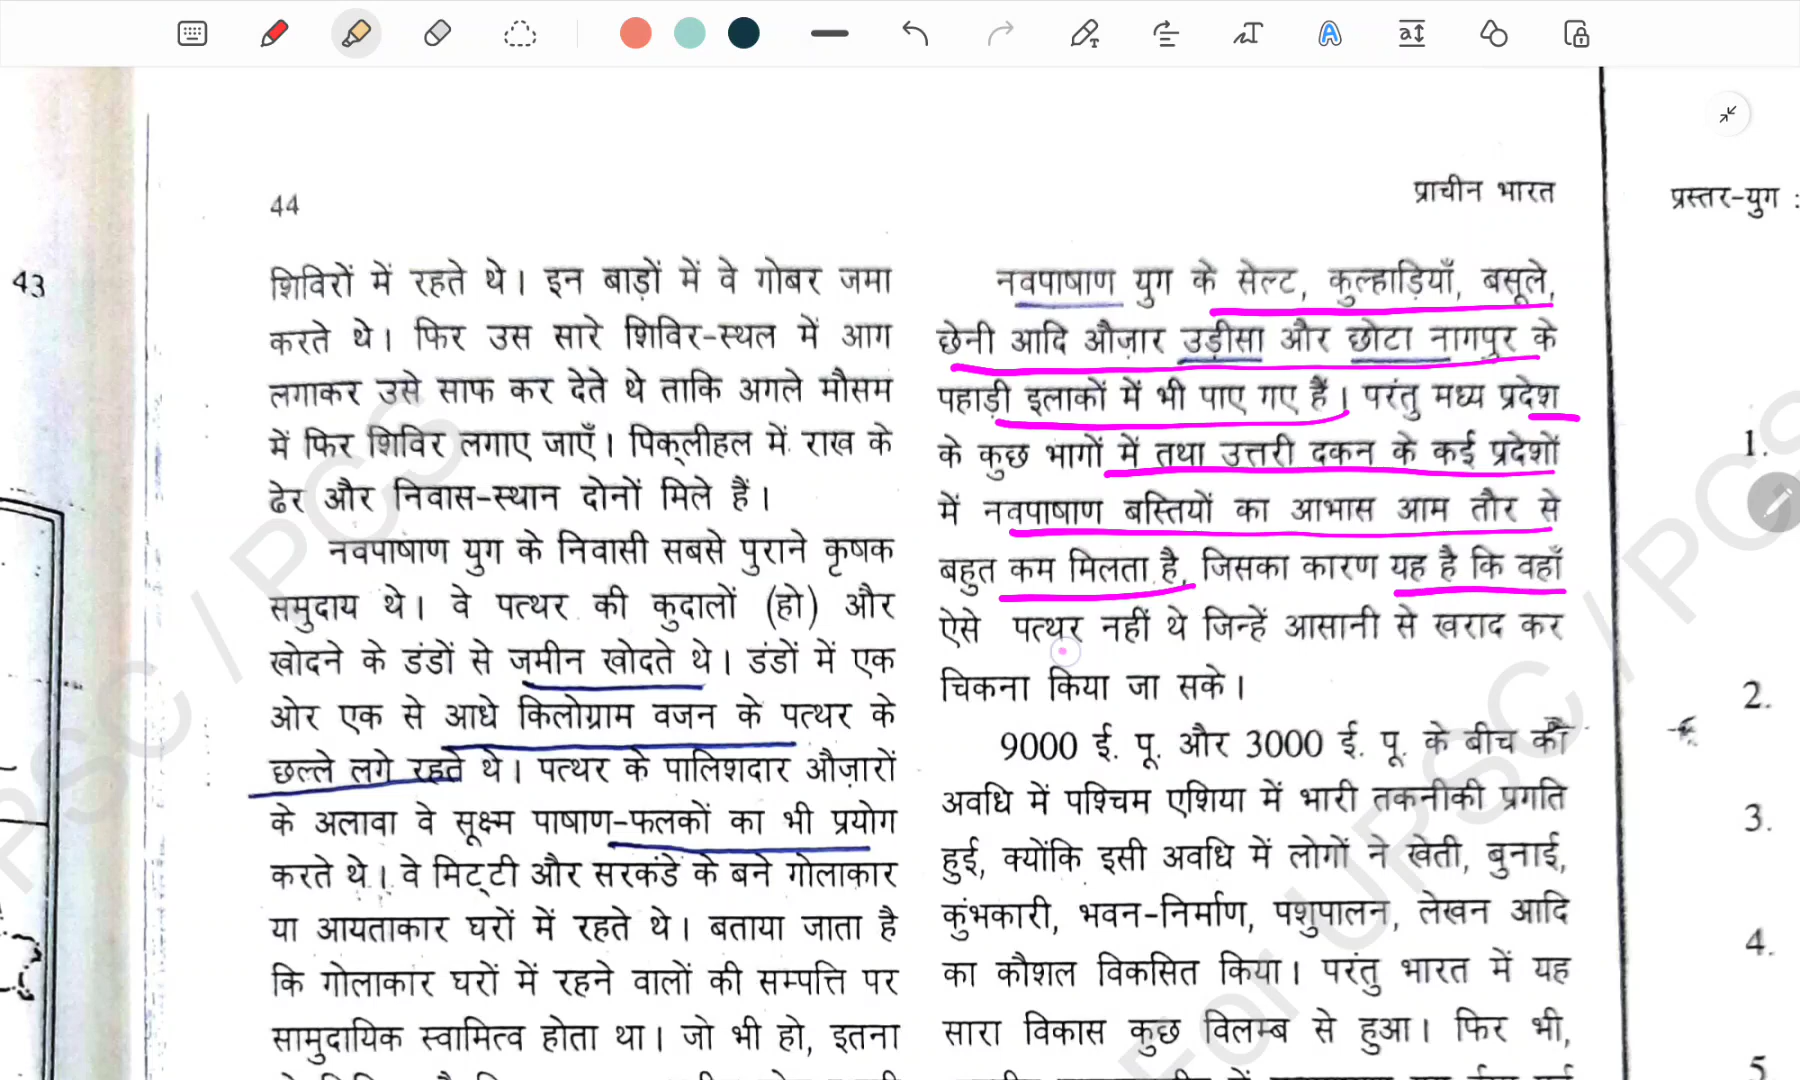 43
44
शिविरों में रहते थे। इन बाड़ों में वे गोबर जमा
करते थे। फिर उस सारे शिविर-स्थल में आग
लगाकर उसे साफ कर देते थे ताकि अगले मौसम
में फिर शिविर लगाए जाएँ। पिक्लीहल में राख के
ढेर और निवास-स्थान दोनों मिले हैं।
नवपाषाण युग के निवासी सबसे पुराने कृषक
समुदाय थे। वे पत्थर की कुदालों (हो) और
खोदने के डंडों से जमीन खोदते थे। डंडों में एक
ओर एक से आधे किलोग्राम वजन के पत्थर के
छल्ले लगे रहते थे। पत्थर के पालिशदार औज़ारों
के अलावा वे सूक्ष्म पाषाण-फलकों का भी प्रयोग
करते थे। वे मिट्टी और सरकंडे के बने गोलाकार
या आयताकार घरों में रहते थे। बताया जाता है
कि गोलाकार घरों में रहने वालों की सम्पत्ति पर
सामुदायिक स्वामित्व होता था। जो भी हो, इतना
प्राचीन भारत
नवपाषाण युग के सेल्ट, कुल्हाड़ियाँ, बसूले,
छेनी आदि औज़ार उड़ीसा और छोटा नागपुर के
पहाड़ी इलाकों में भी पाए गए हैं। परंतु मध्य प्रदेश
के कुछ भागों में तथा उत्तरी दकन के कई प्रदेशों
में नवपाषाण बस्तियों का आभास आम तौर से
बहुत कम मिलता है, जिसका कारण यह है कि वहाँ
ऐसे पत्थर नहीं थे जिन्हें आसानी से खराद कर
चिकना किया जा सके।
9000 ई. पू. और 3000 ई. पू. के बीच की
अवधि में पश्चिम एशिया में भारी तकनीकी प्रगति
हुई, क्योंकि इसी अवधि में लोगों ने खेती, बुनाई,
कुंभकारी, भवन-निर्माण, पशुपालन, लेखन आदि
का कौशल विकसित किया। परंतु भारत में यह
सारा विकास कुछ विलम्ब से हुआ। फिर भी,
प्रस्तर-युग :
1.
2.
3.
4.
5
PSC / PCS
For UPSC / PCS